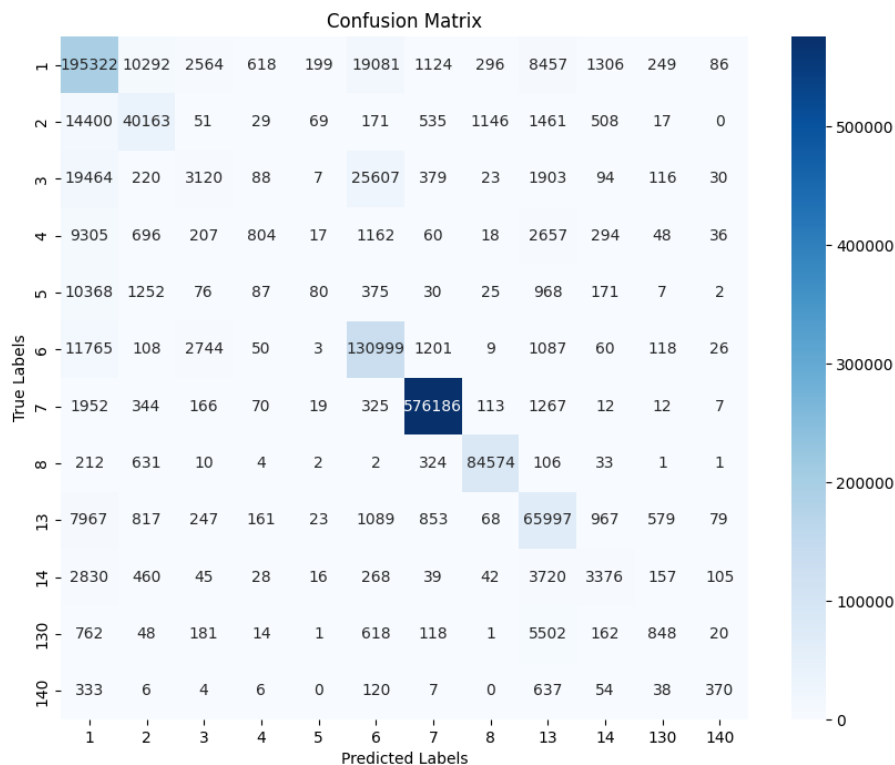 Confusion Matrix
1 195322 10292 2564 618 199 19081 1124 296 8457 1306 249 86
2 14400 40163 51 29 69 171 535 1146 1461 508 17 0
3 19464 220 3120 88 7 25607 379 23 1903 94 116 30
4 9305 696 207 804 17 1162 60 18 2657 294 48 36
5 10368 1252 76 87 80 375 30 25 968 171 7 2
6 11765 108 2744 50 3 130999 1201 9 1087 60 118 26
7 1952 344 166 70 19 325 576186 113 1267 12 12 7
8 212 631 10 4 2 2 324 84574 106 33 1 1
13 7967 817 247 161 23 1089 853 68 65997 967 579 79
14 2830 460 45 28 16 268 39 42 3720 3376 157 105
130 762 48 181 14 1 618 118 1 5502 162 848 20
140 333 6 4 6 0 120 7 0 637 54 38 370
1 2 3 4 5 6 7 8 13 14 130 140
Predicted Labels
True Labels
500000
400000
300000
200000
100000
0